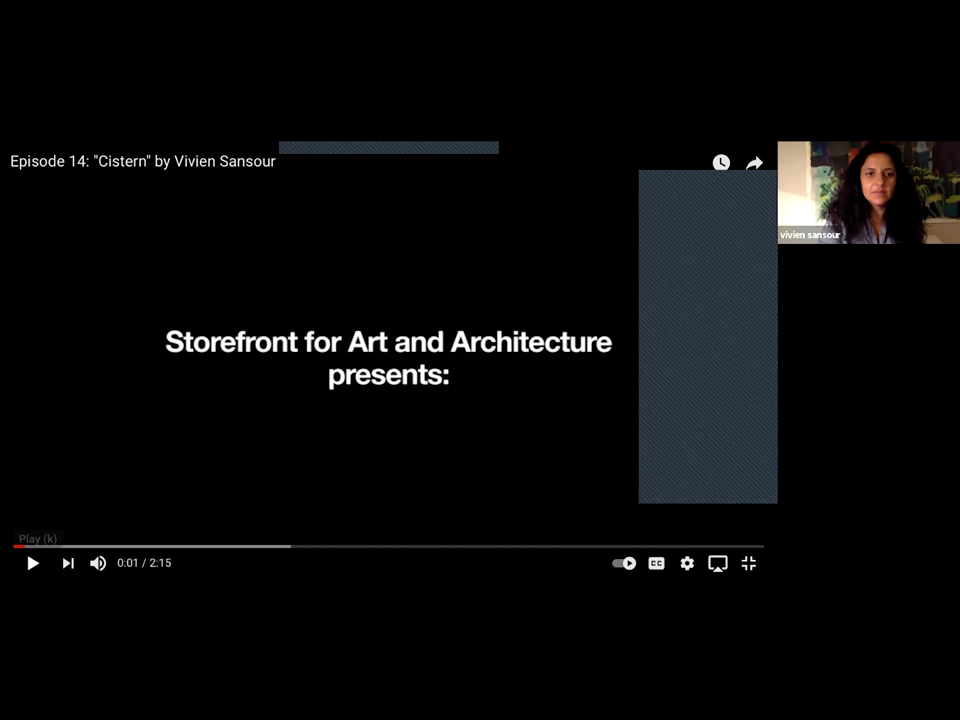 Episode 14: "Cistern" by Vivien Sansour
vivien sansour
Storefront for Art and Architecture
presents:
Play (k)
0:01 / 2:15
CC